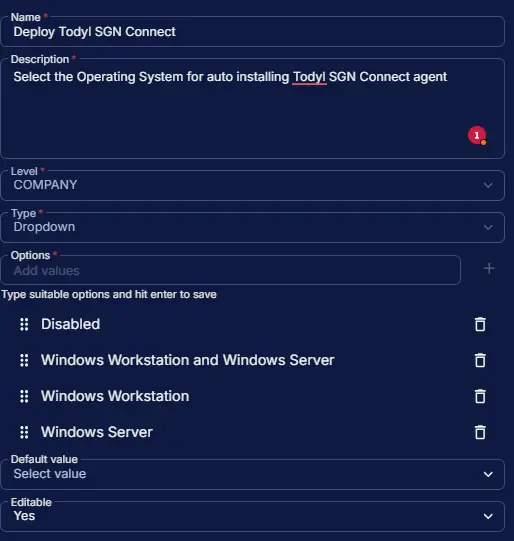 Name *
Deploy Todyl SGN Connect
Description *
Select the Operating System for auto installing Todyl SGN Connect agent
1
Level *
COMPANY
Type *
Dropdown
Options *
Add values
Type suitable options and hit enter to save
Disabled
Windows Workstation and Windows Server
Windows Workstation
Windows Server
Default value
Select value
Editable
Yes